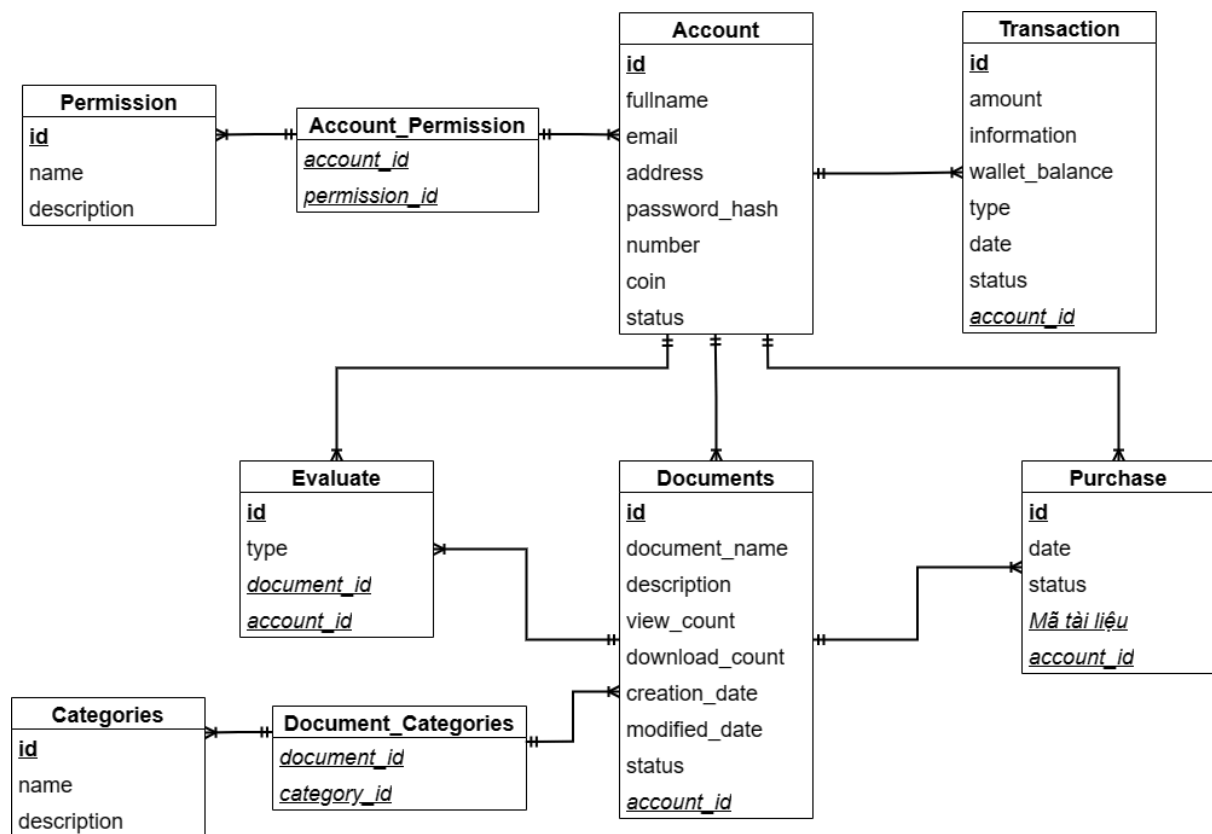 Permission
id
name
description
Account_Permission
account_id
permission_id
Account
id
fullname
email
address
password_hash
number
coin
status
Transaction
id
amount
information
wallet_balance
type
date
status
account_id
Evaluate
id
type
document_id
account_id
Documents
id
document_name
description
view_count
download_count
creation_date
modified_date
status
account_id
Purchase
id
date
status
Mã tài liệu
account_id
Categories
id
name
description
Document_Categories
document_id
category_id